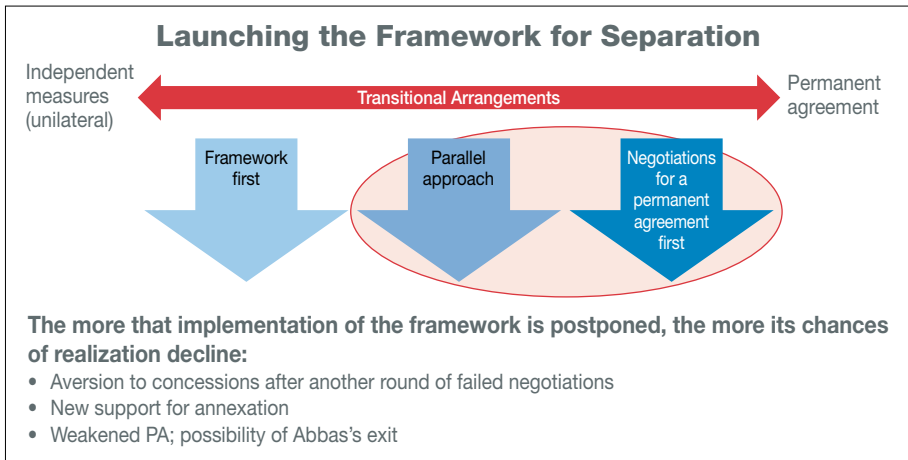 Launching the Framework for Separation
Independent
measures
(unilateral)
Transitional Arrangements
Permanent
agreement
Framework
first
Parallel
approach
Negotiations
for a
permanent
agreement
first
The more that implementation of the framework is postponed, the more its chances
of realization decline:
• Aversion to concessions after another round of failed negotiations
• New support for annexation
• Weakened PA; possibility of Abbas’s exit